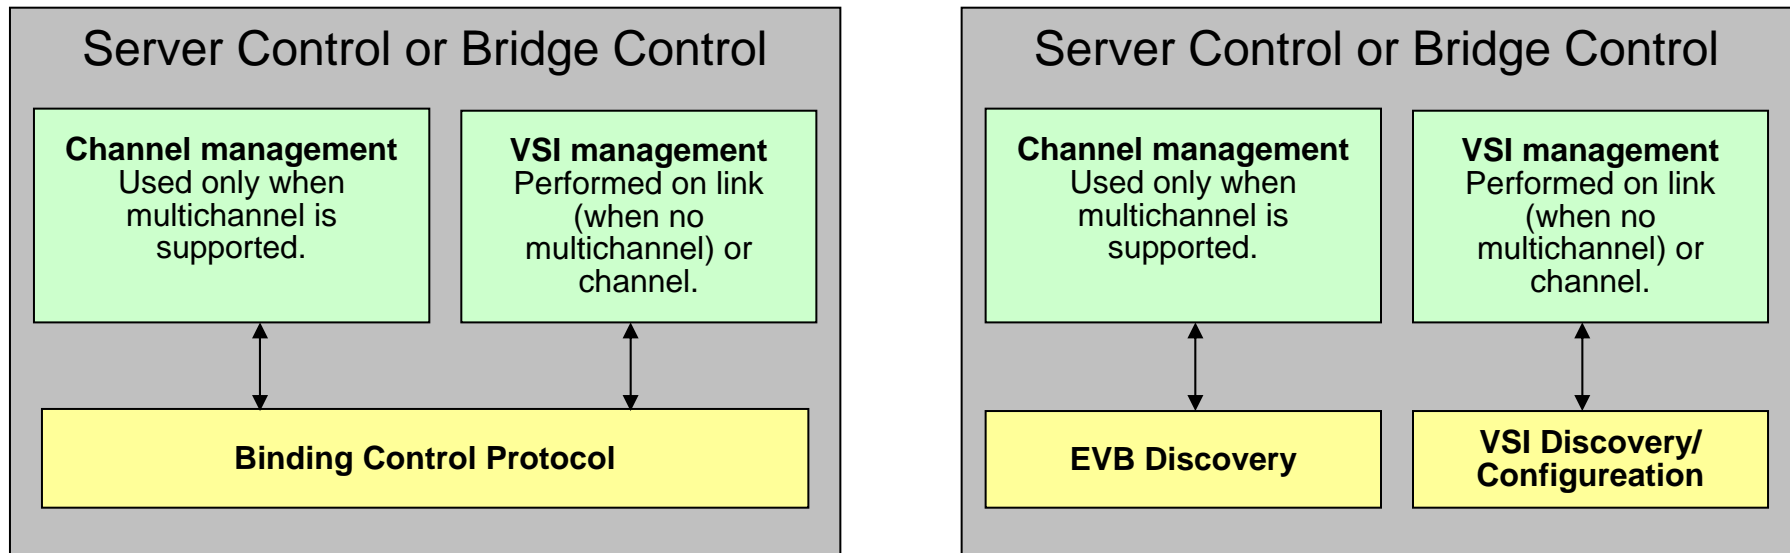 Server Control or Bridge Control
Channel management
Used only when
multichannel is
supported.
VSI management
Performed on link
(when no
multichannel) or
channel.
Binding Control Protocol
Server Control or Bridge Control
Channel management
Used only when
multichannel is
supported.
VSI management
Performed on link
(when no
multichannel) or
channel.
EVB Discovery
VSI Discovery/
Configureation